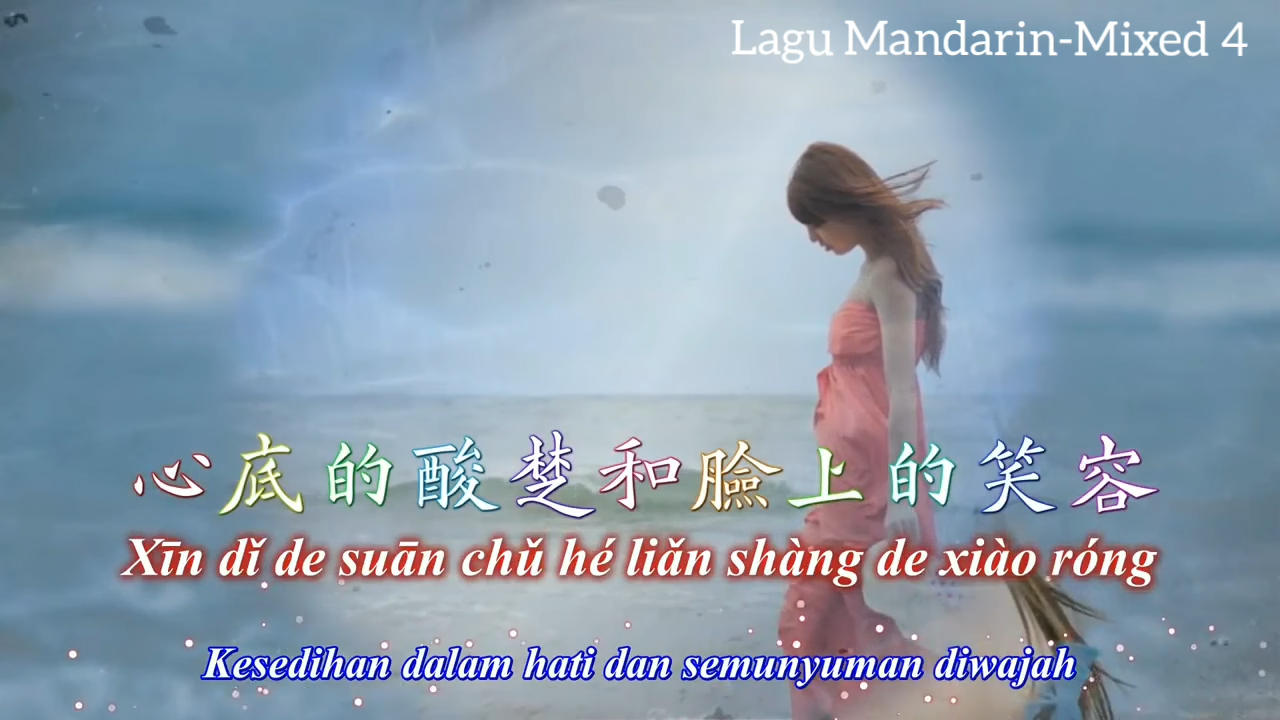 Lagu Mandarin-Mixed 4
心底的酸楚和臉上的笑容
Xīn dǐ de suān chǔ hé liǎn shàng de xiào róng
Kesedihan dalam hati dan semunyuman diwajah